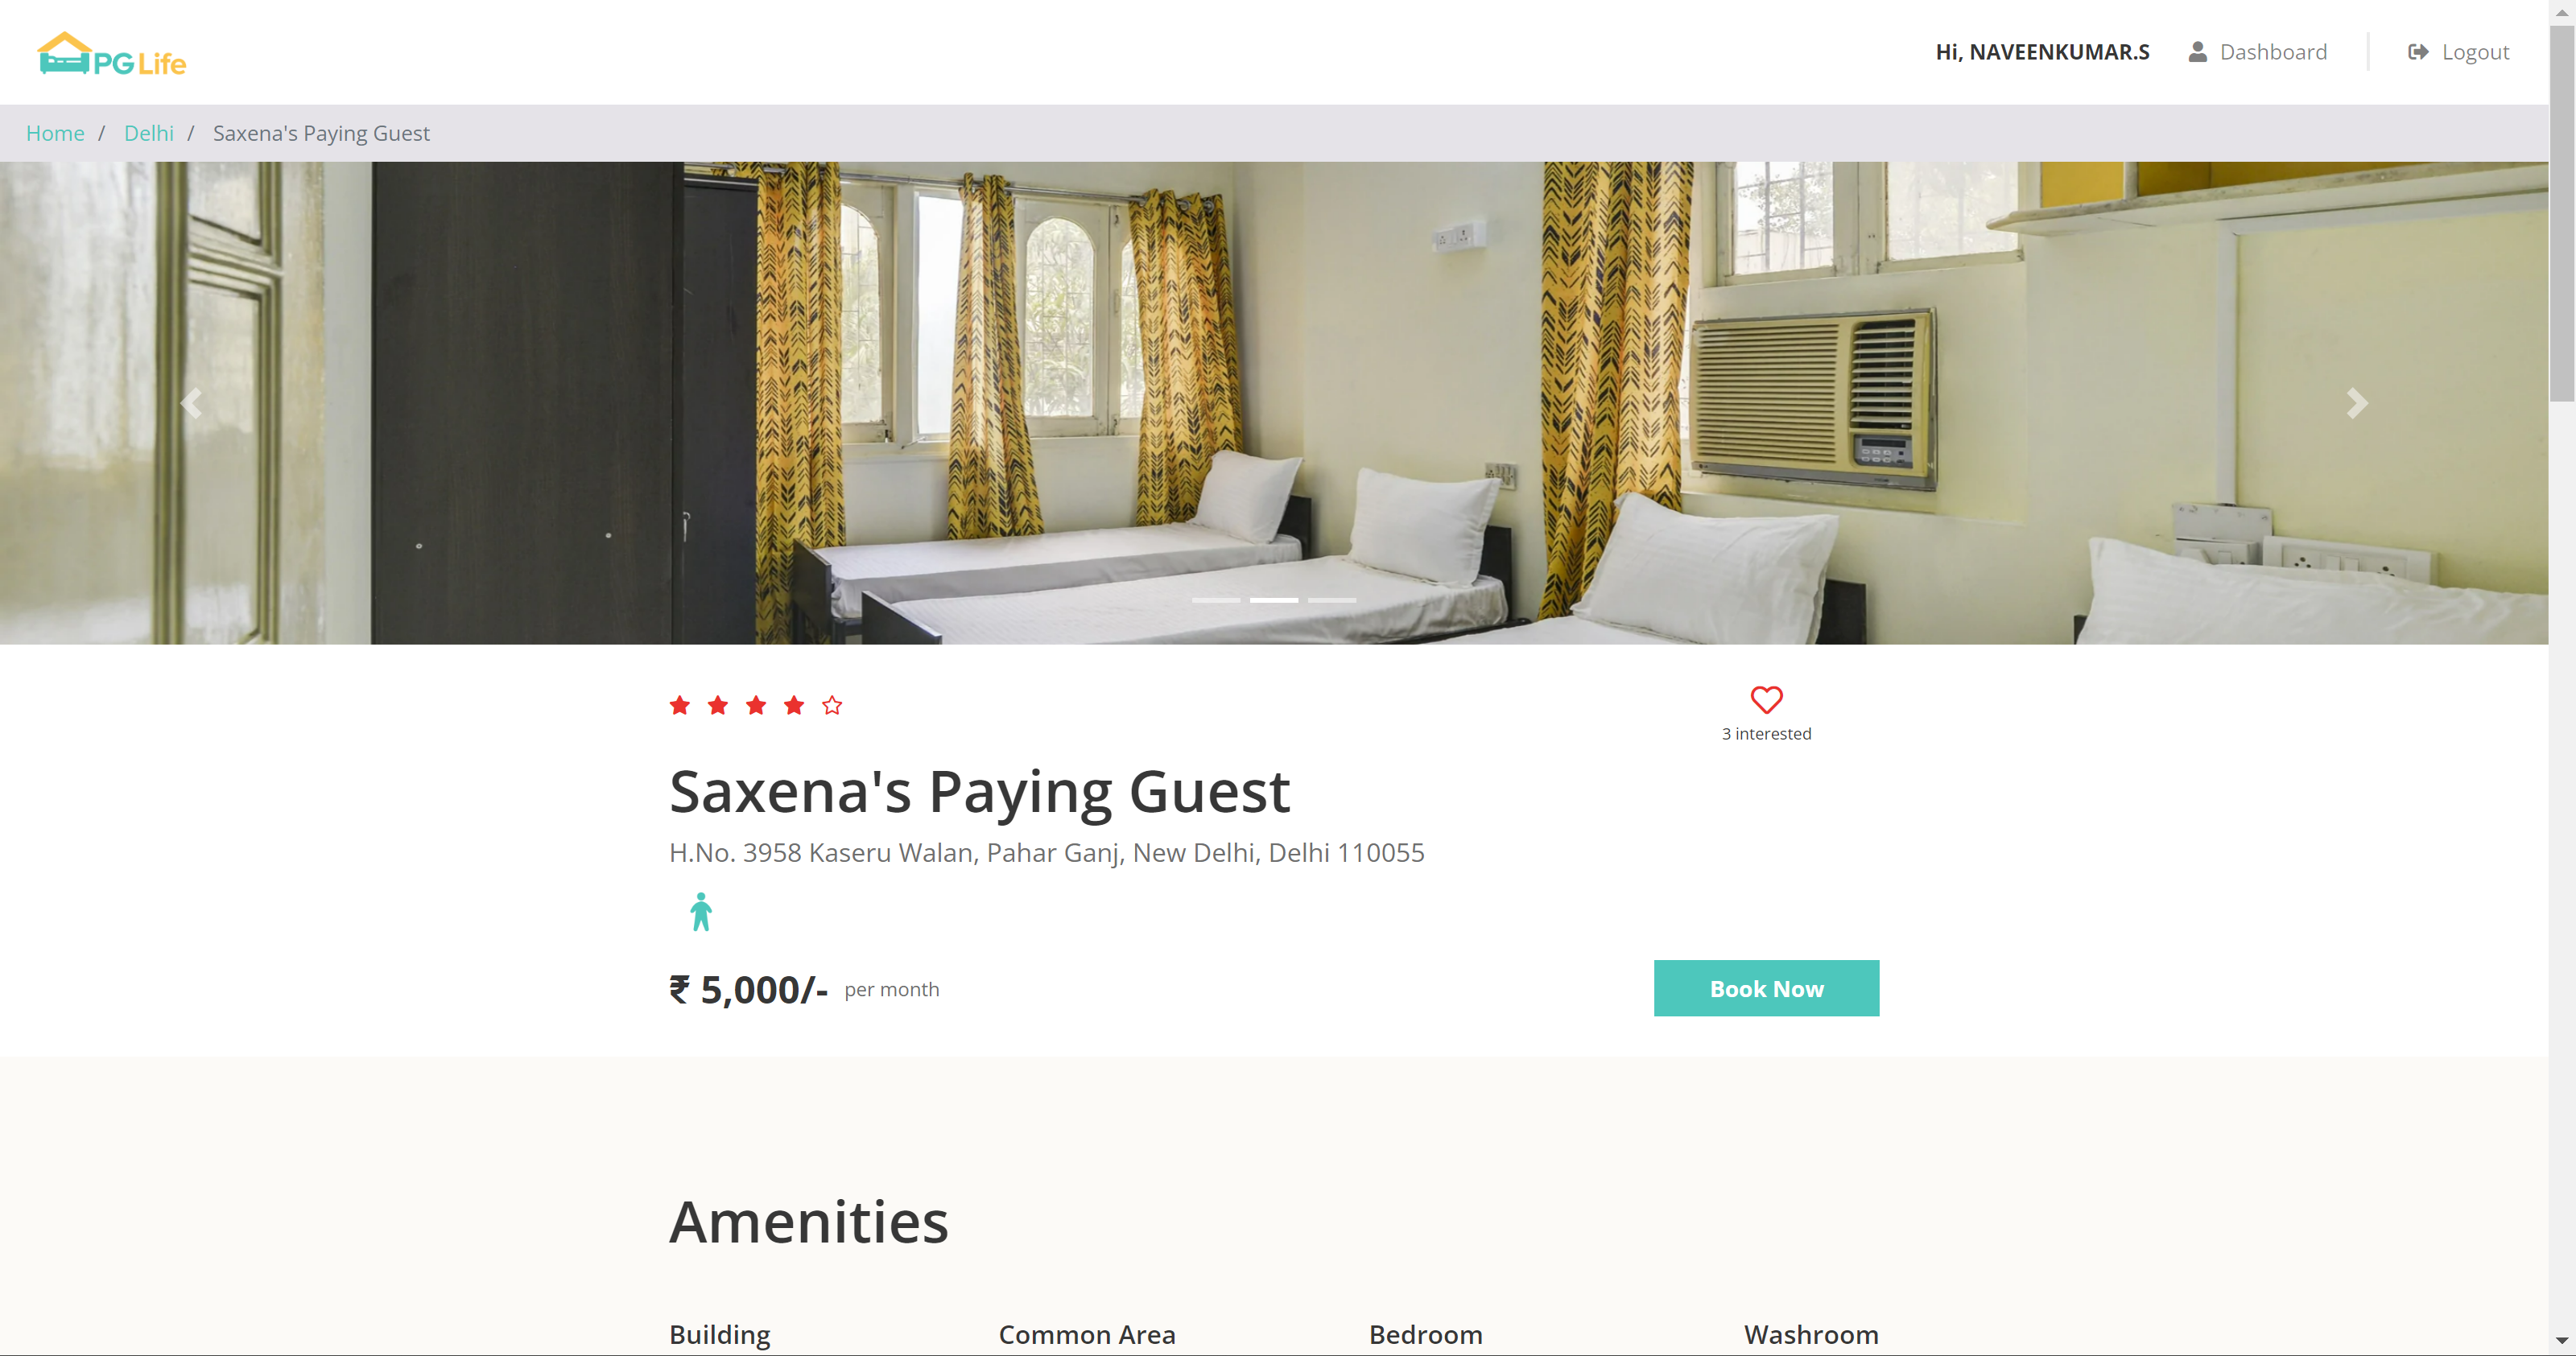 PG Life
Hi, NAVEENKUMAR.S Dashboard Logout
Home / Delhi / Saxena's Paying Guest
3 interested
Saxena's Paying Guest
H.No. 3958 Kaseru Walan, Pahar Ganj, New Delhi, Delhi 110055
₹ 5,000/- per month
Book Now
Amenities
Building Common Area Bedroom Washroom